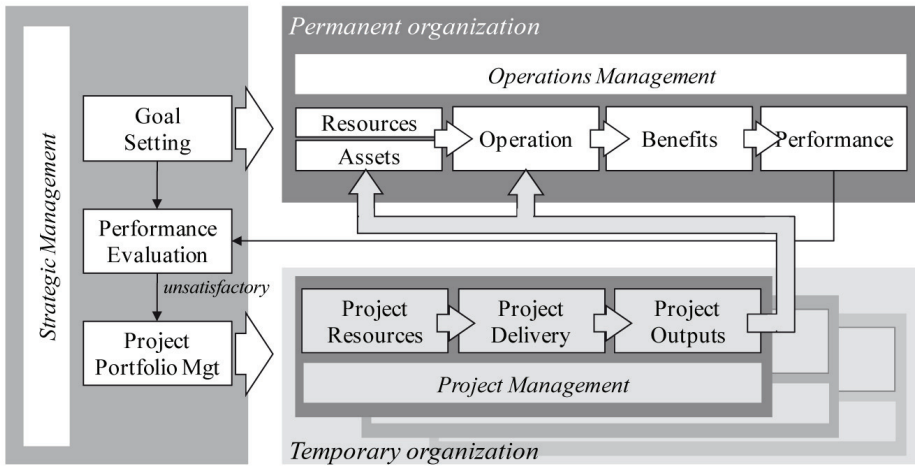 Strategic Management
Goal
Setting
Performance
Evaluation
unsatisfactory
Project
Portfolio Mgt
Permanent organization
Operations Management
Resources
Assets
Operation
Benefits
Performance
Project
Resources
Project
Delivery
Project
Outputs
Project Management
Temporary organization